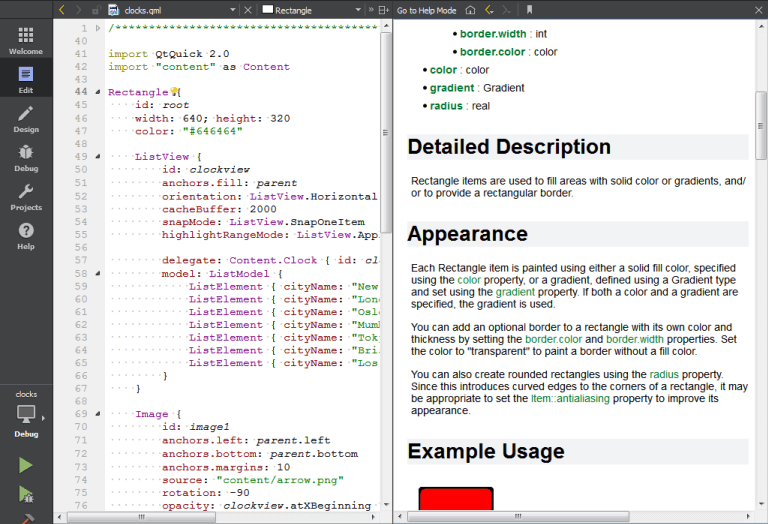 clocks.qml
Rectangle
Go to Help Mode
Welcome
Edit
Design
Debug
Projects
Help
clocks
Debug
1 /****************************************
40
41 import QtQuick 2.0
42 import "content" as Content
43
44 Rectangle {
45 id: root
46 width: 640; height: 320
47 color: "#646464"
48
49 ListView {
50 id: clockview
51 anchors.fill: parent
52 orientation: ListView.Horizontal
53 cacheBuffer: 2000
54 snapMode: ListView.SnapOneItem
55 highlightRangeMode: ListView.App
56
57 delegate: Content.Clock { id: cl
58 model: ListModel {
59 ListElement { cityName: "New
60 ListElement { cityName: "Lon
61 ListElement { cityName: "Osl
62 ListElement { cityName: "Mum
63 ListElement { cityName: "Tok
64 ListElement { cityName: "Bri
65 ListElement { cityName: "Los
66 }
67 }
68
69 Image {
70 id: image1
71 anchors.left: parent.left
72 anchors.bottom: parent.bottom
73 anchors.margins: 10
74 source: "content/arrow.png"
75 rotation: -90
76 opacity: clockview.atXBeginning
• border.width : int
• border.color : color
• color : color
• gradient : Gradient
• radius : real
Detailed Description
Rectangle items are used to fill areas with solid color or gradients, and/
or to provide a rectangular border.
Appearance
Each Rectangle item is painted using either a solid fill color, specified
using the color property, or a gradient, defined using a Gradient type
and set using the gradient property. If both a color and a gradient are
specified, the gradient is used.
You can add an optional border to a rectangle with its own color and
thickness by setting the border.color and border.width properties. Set
the color to "transparent" to paint a border without a fill color.
You can also create rounded rectangles using the radius property.
Since this introduces curved edges to the corners of a rectangle, it may
be appropriate to set the Item::antialiasing property to improve its
appearance.
Example Usage